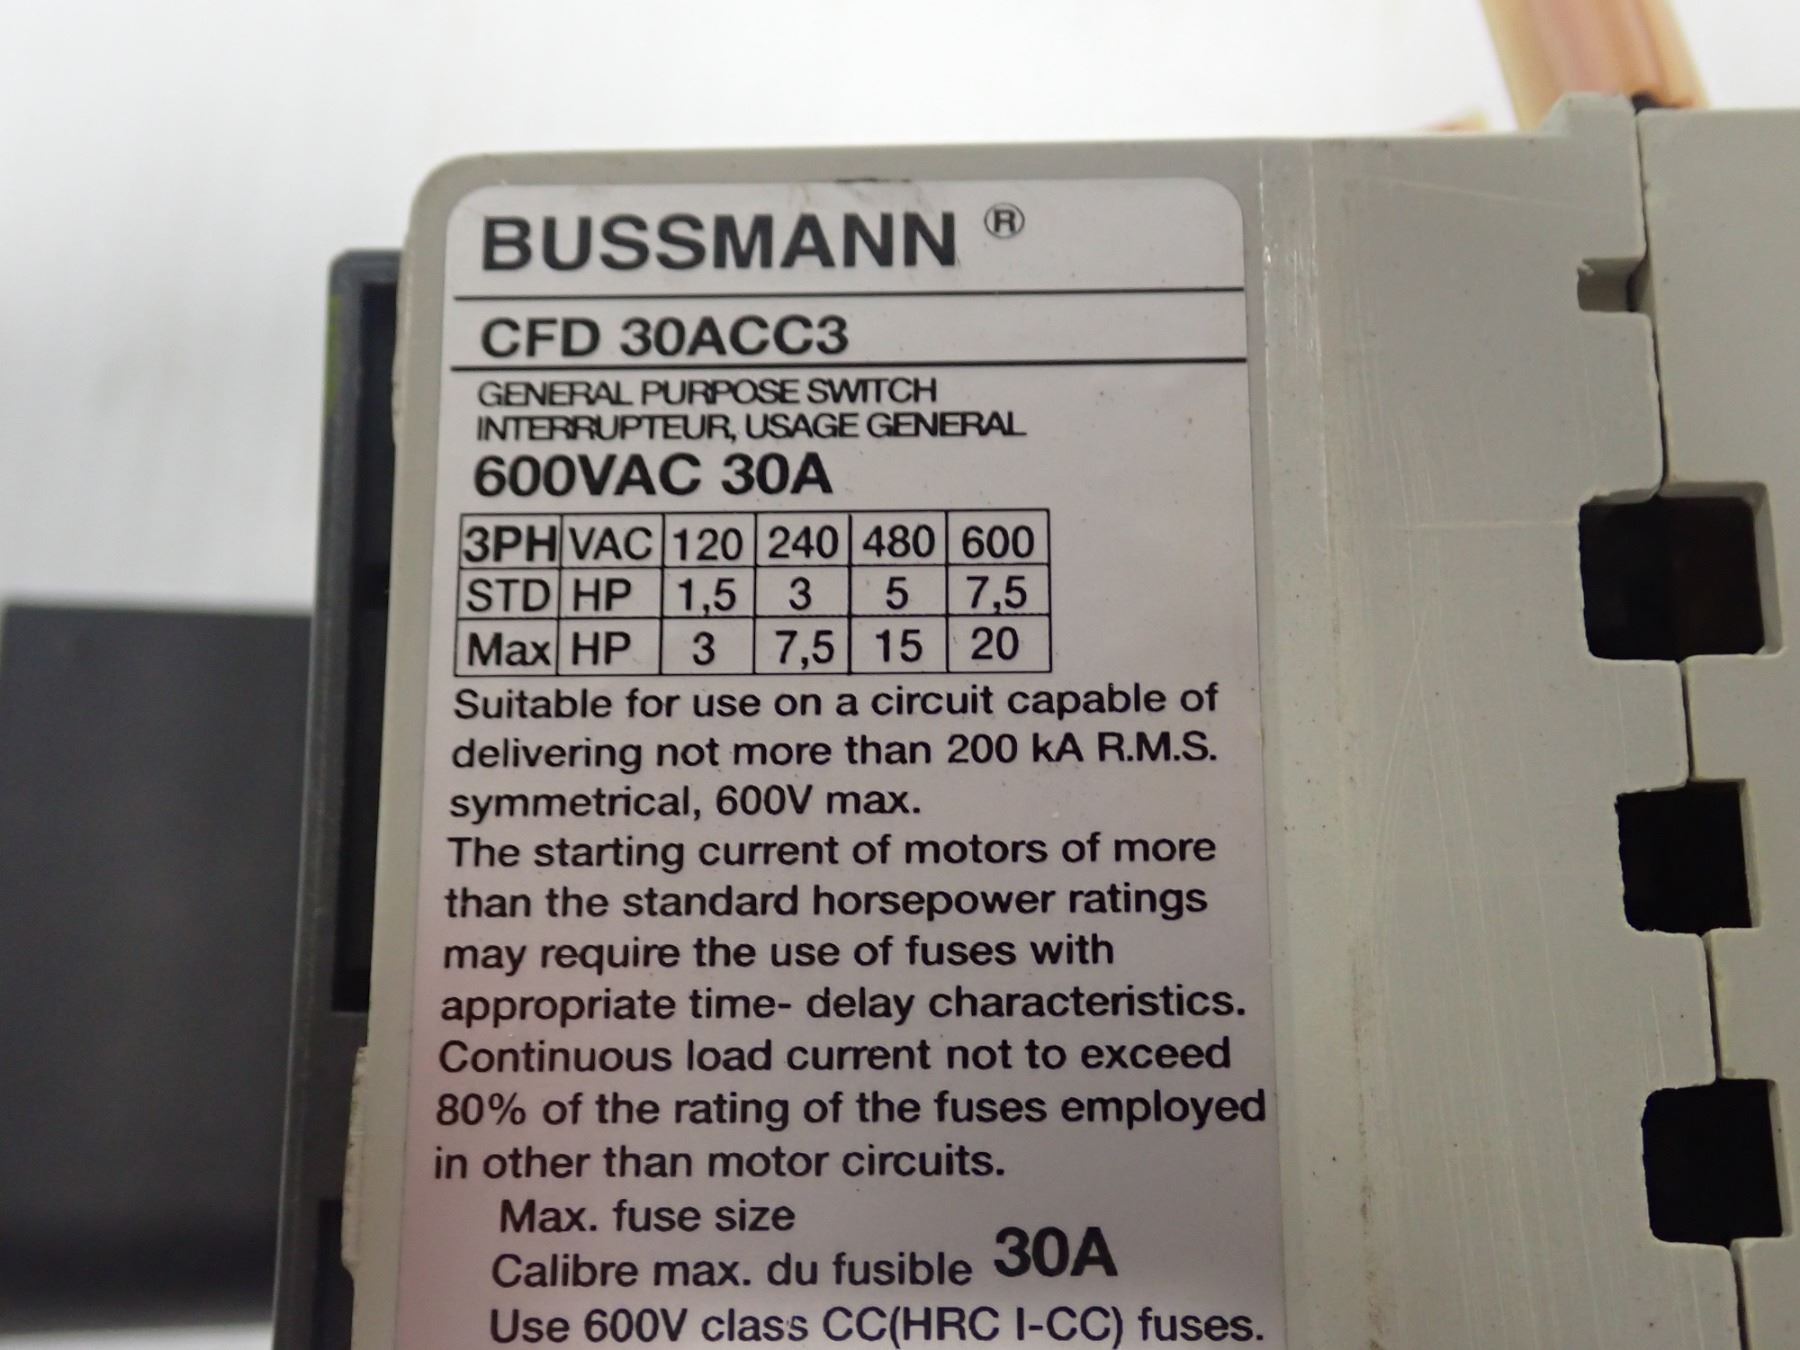 BUSSMANN ®
CFD 30ACC3
GENERAL PURPOSE SWITCH
INTERRUPTEUR, USAGE GENERAL
600VAC 30A
3PH VAC 120 240 480 600
STD HP 1,5 3 5 7,5
Max HP 3 7,5 15 20
Suitable for use on a circuit capable of
delivering not more than 200 kA R.M.S.
symmetrical, 600V max.
The starting current of motors of more
than the standard horsepower ratings
may require the use of fuses with
appropriate time- delay characteristics.
Continuous load current not to exceed
80% of the rating of the fuses employed
in other than motor circuits.
Max. fuse size
Calibre max. du fusible 30A
Use 600V class CC(HRC I-CC) fuses.